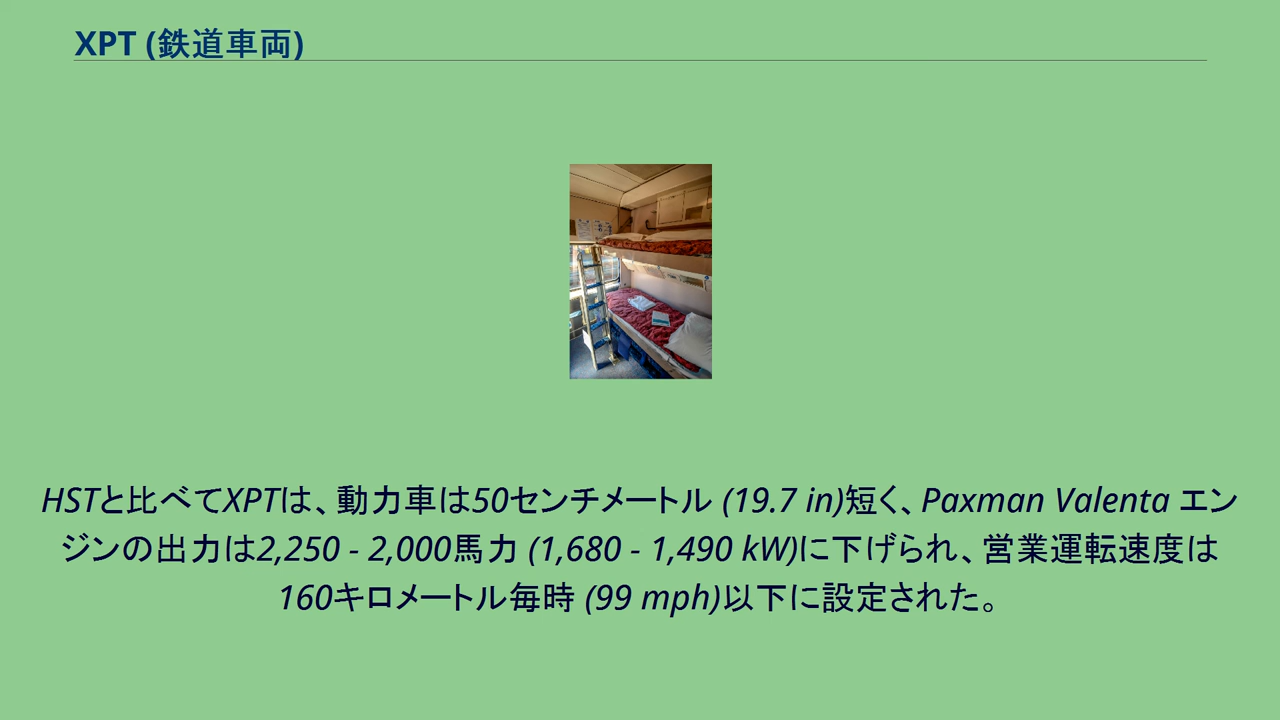 XPT (鉄道車両)
HSTと比べてXPTは、動力車は50センチメートル (19.7 in)短く、Paxman Valenta エン
ジンの出力は2,250 - 2,000馬力 (1,680 - 1,490 kW)に下げられ、営業運転速度は
160キロメートル毎時 (99 mph)以下に設定された。